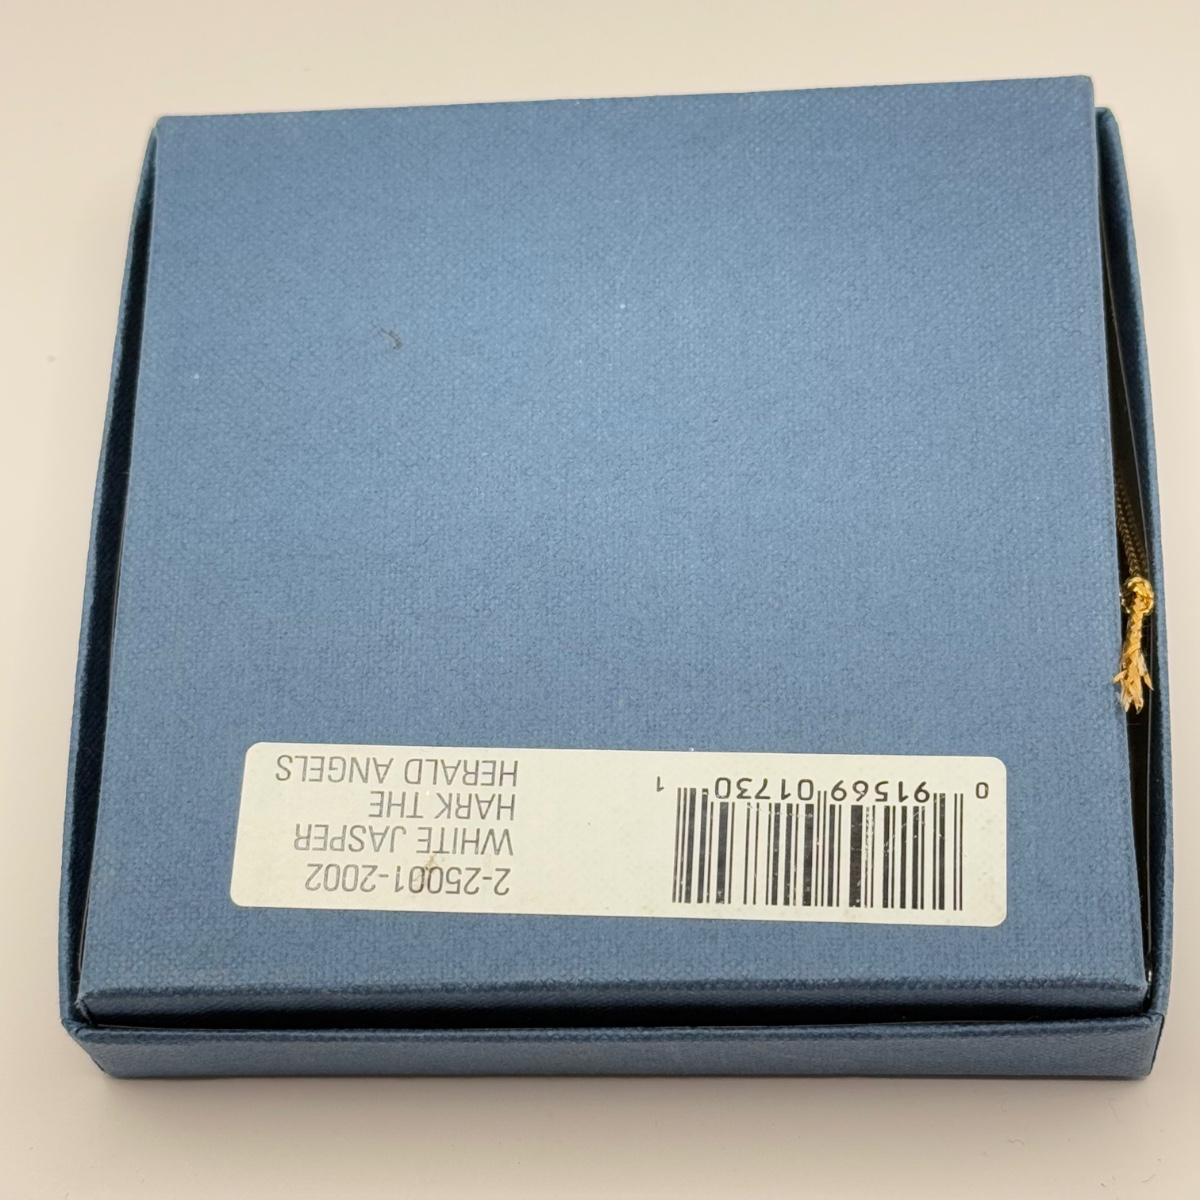 2-25001-2002
WHITE JASPER
HARK THE
HERALD ANGELS
0 91569 01730 1